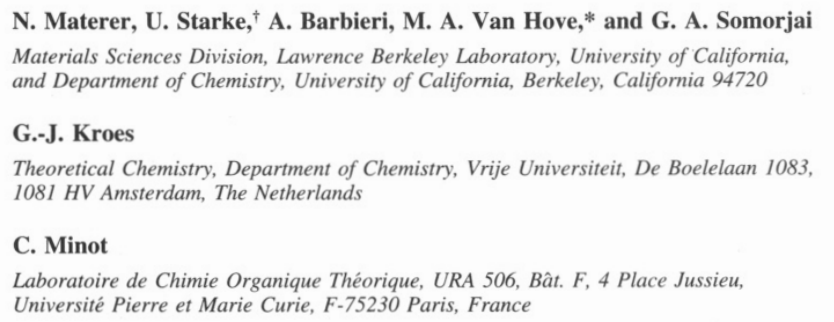 N. Materer, U. Starke,† A. Barbieri, M. A. Van Hove,* and G. A. Somorjai
Materials Sciences Division, Lawrence Berkeley Laboratory, University of California,
and Department of Chemistry, University of California, Berkeley, California 94720
G.-J. Kroes
Theoretical Chemistry, Department of Chemistry, Vrije Universiteit, De Boelelaan 1083,
1081 HV Amsterdam, The Netherlands
C. Minot
Laboratoire de Chimie Organique Théorique, URA 506, Bât. F, 4 Place Jussieu,
Université Pierre et Marie Curie, F-75230 Paris, France